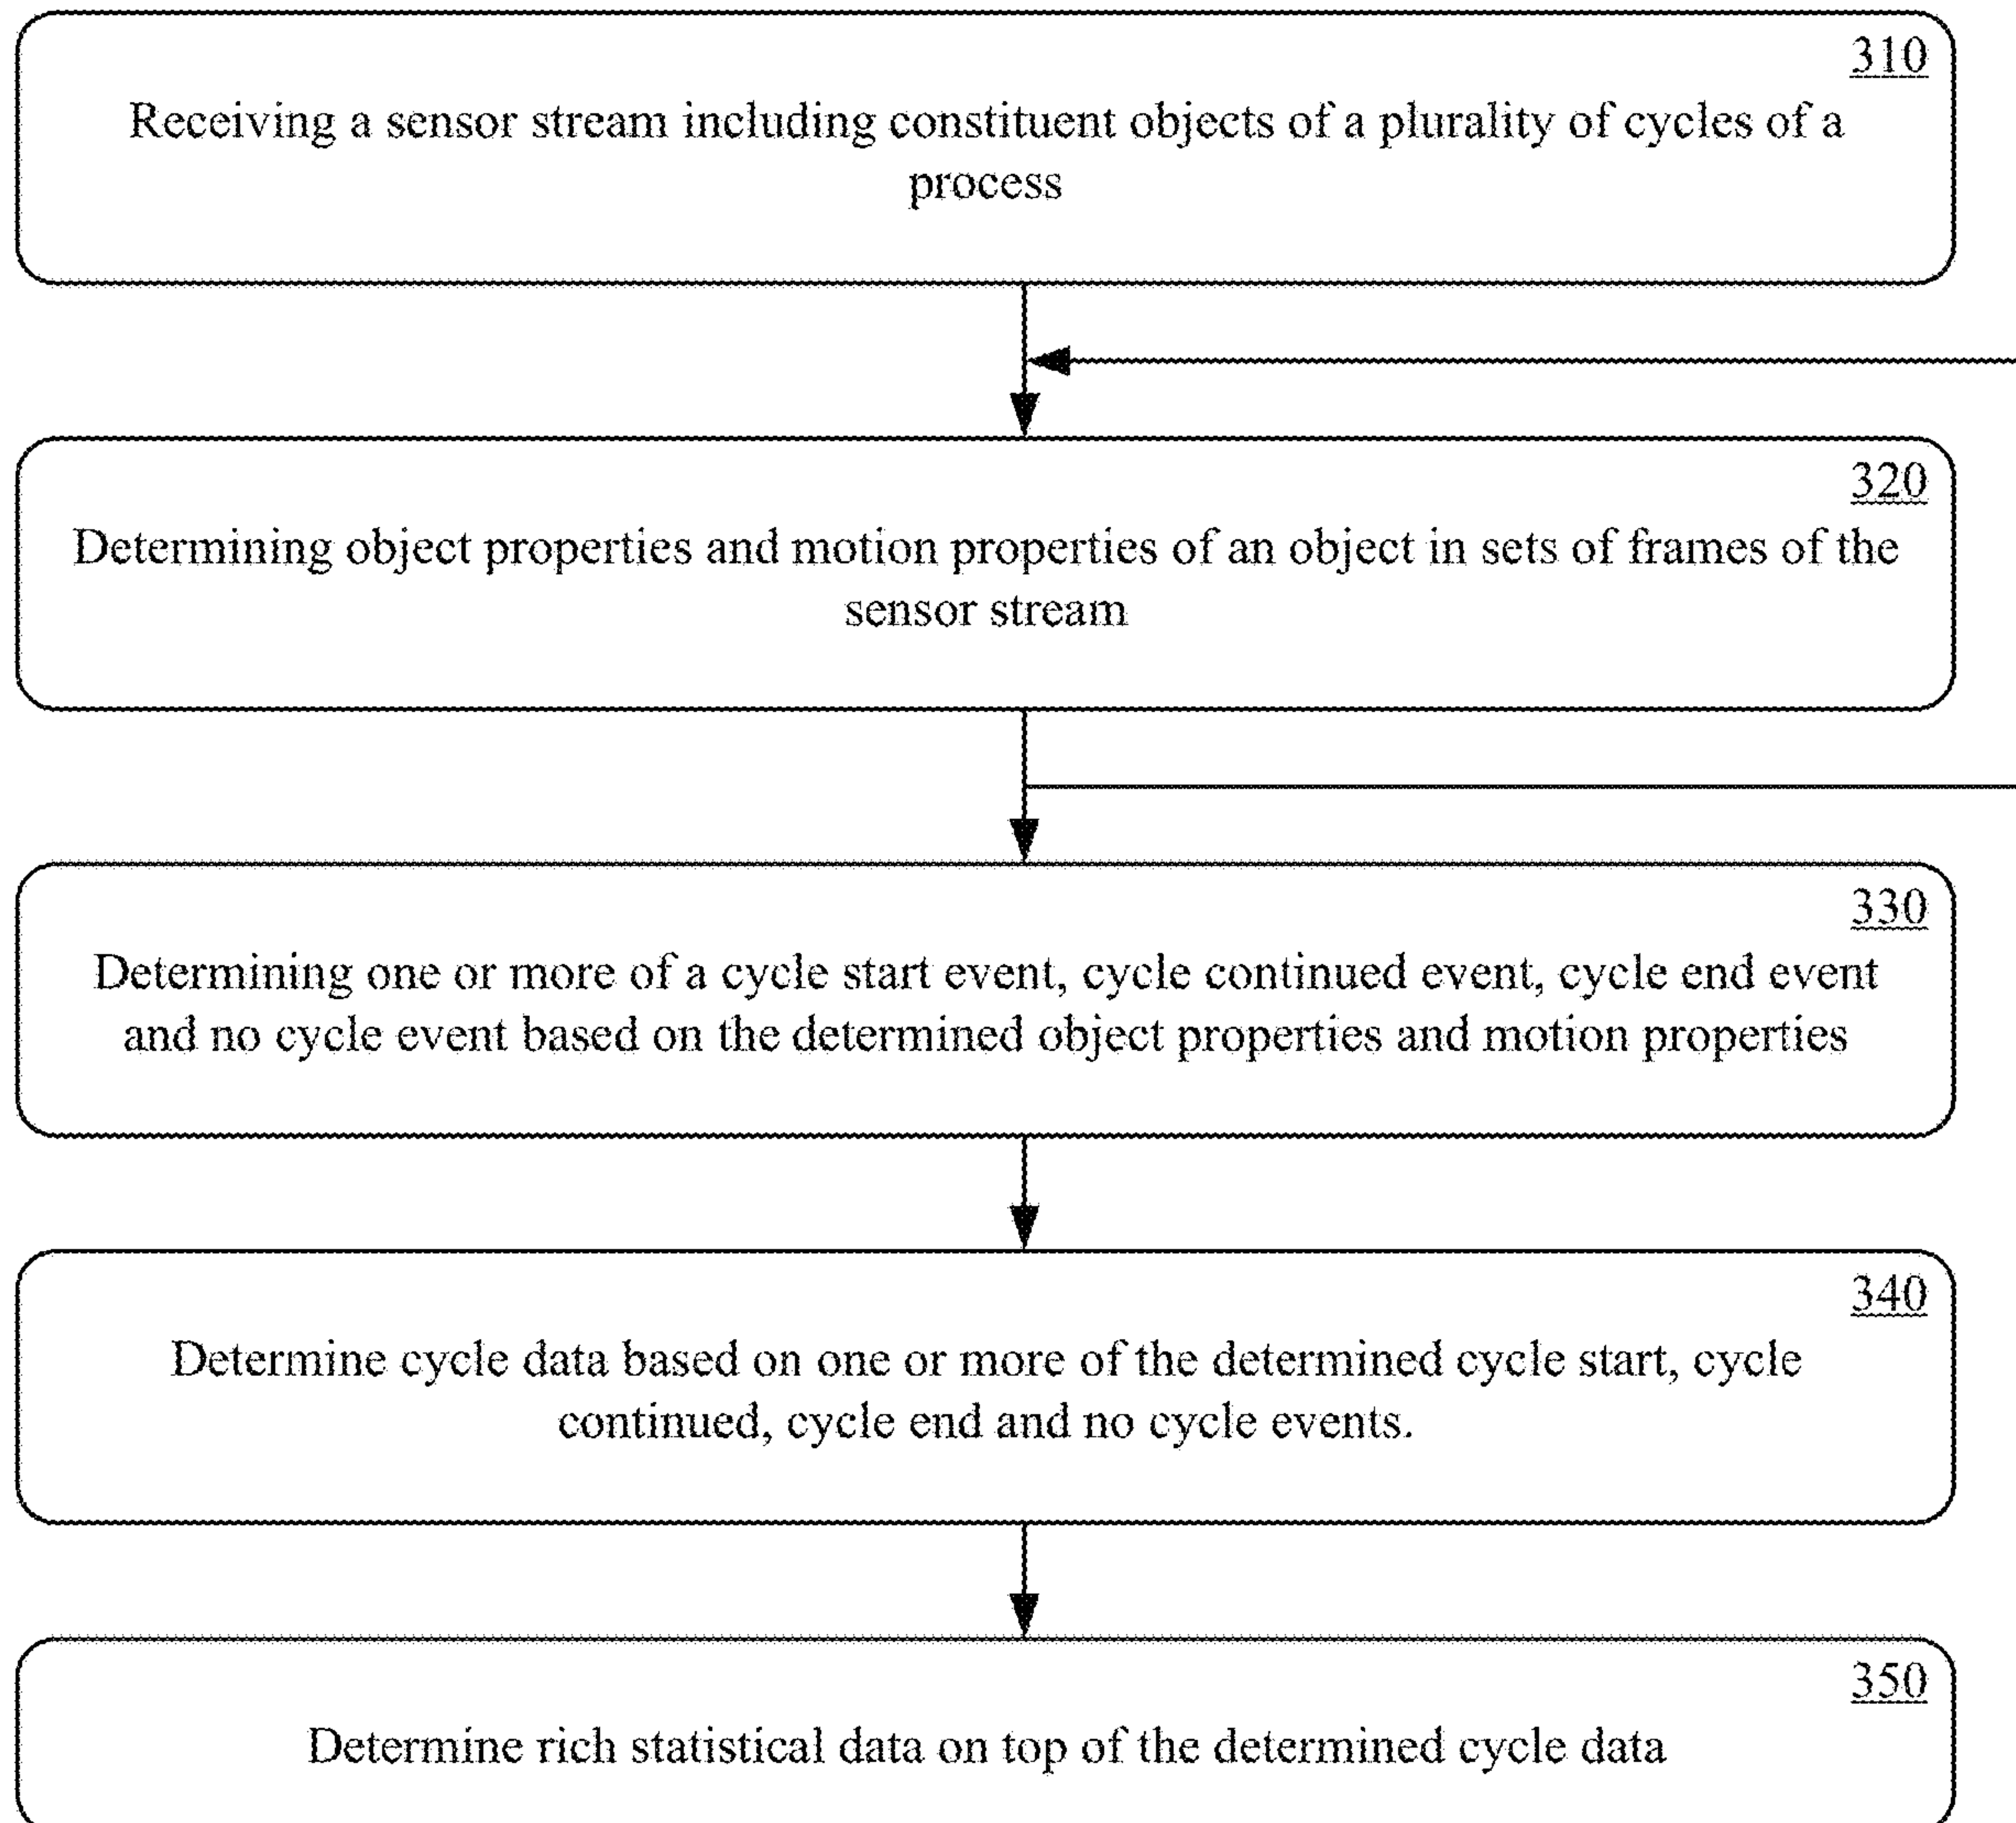 310
Receiving a sensor stream including constituent objects of a plurality of cycles of a
process
320
Determining object properties and motion properties of an object in sets of frames of the
sensor stream
330
Determining one or more of a cycle start event, cycle continued event, cycle end event
and no cycle event based on the determined object properties and motion properties
340
Determine cycle data based on one or more of the determined cycle start, cycle
continued, cycle end and no cycle events.
350
Determine rich statistical data on top of the determined cycle data